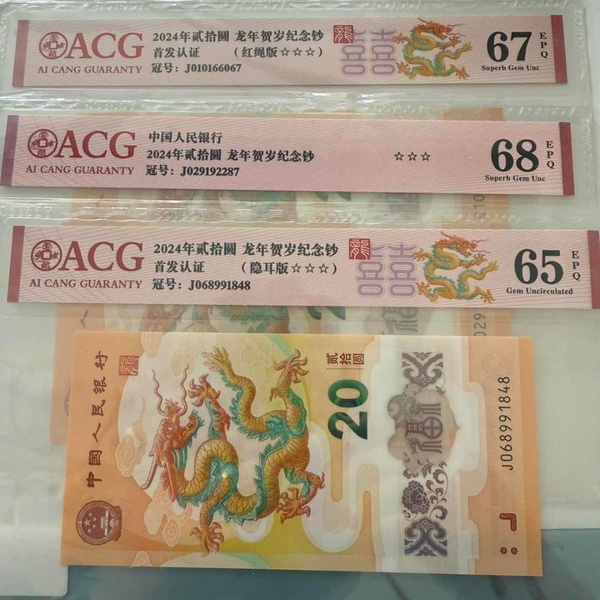 ACG
AI CANG GUARANTY
2024年贰拾圆 龙年贺岁纪念钞
首发认证 (红绳版☆☆☆)
冠号: J010166067
67
EPQ
Superb Gem Unc
ACG
AI CANG GUARANTY
中国人民银行
2024年贰拾圆 龙年贺岁纪念钞
冠号: J029192287
☆☆☆
68
EPQ
Superb Gem Unc
ACG
AI CANG GUARANTY
2024年贰拾圆 龙年贺岁纪念钞
首发认证 (隐耳版☆☆☆)
冠号: J068991848
65
EPQ
Gem Uncirculated
中国人民银行
贰拾圆
20
福
J068991848